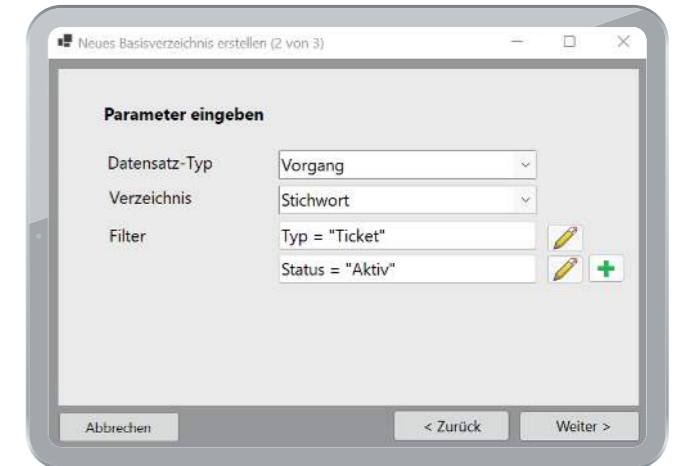 Neues Basisverzeichnis erstellen (2 von 3)
Parameter eingeben
Datensatz-Typ Vorgang
Verzeichnis Stichwort
Filter Typ = "Ticket"
Status = "Aktiv"
Abbrechen < Zurück Weiter >